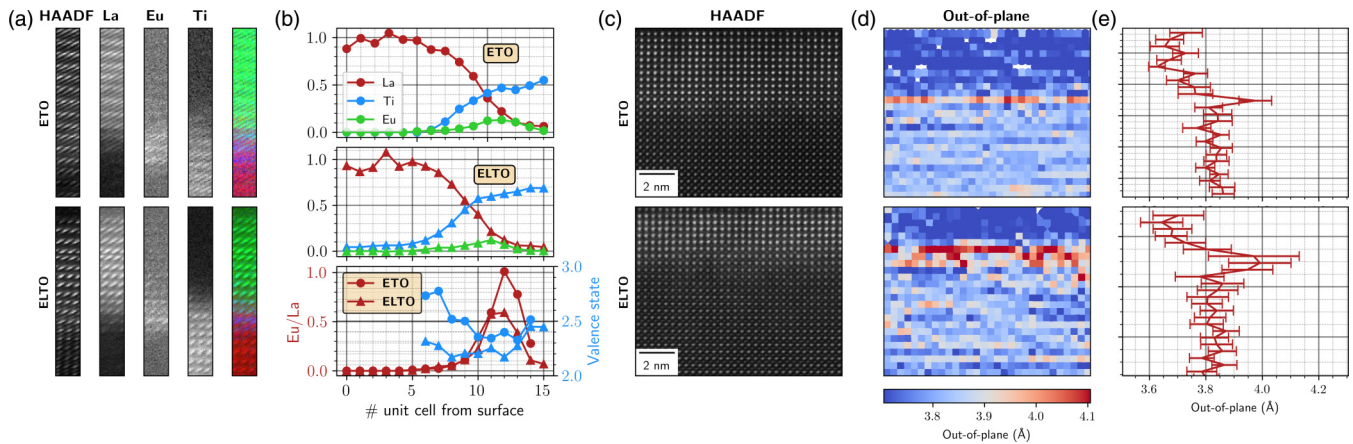 (a)
HAADF La Eu Ti
ETO
ELTO
(b)
1.0
0.5
0.0
ETO
La
Ti
Eu
1.0
0.5
0.0
ELTO
Eu/La
1.0
0.5
0.0
ETO
ELTO
3.0
2.5
2.0
Valence state
0 5 10 15
# unit cell from surface
(c)
HAADF
ETO
2 nm
ELTO
2 nm
(d)
Out-of-plane
3.8 3.9 4.0 4.1
Out-of-plane (Å)
(e)
3.6 3.8 4.0 4.2
Out-of-plane (Å)